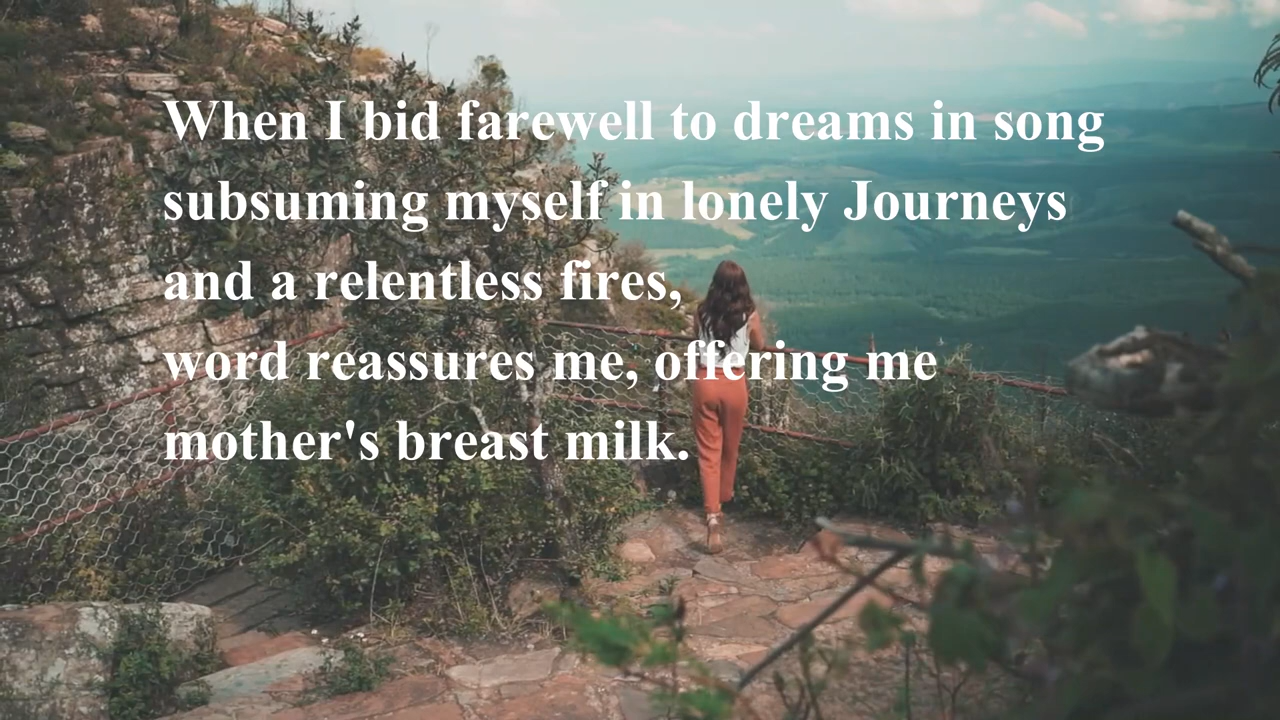 When I bid farewell to dreams in song
subsuming myself in lonely Journeys
and a relentless fires,
word reassures me, offering me
mother's breast milk.